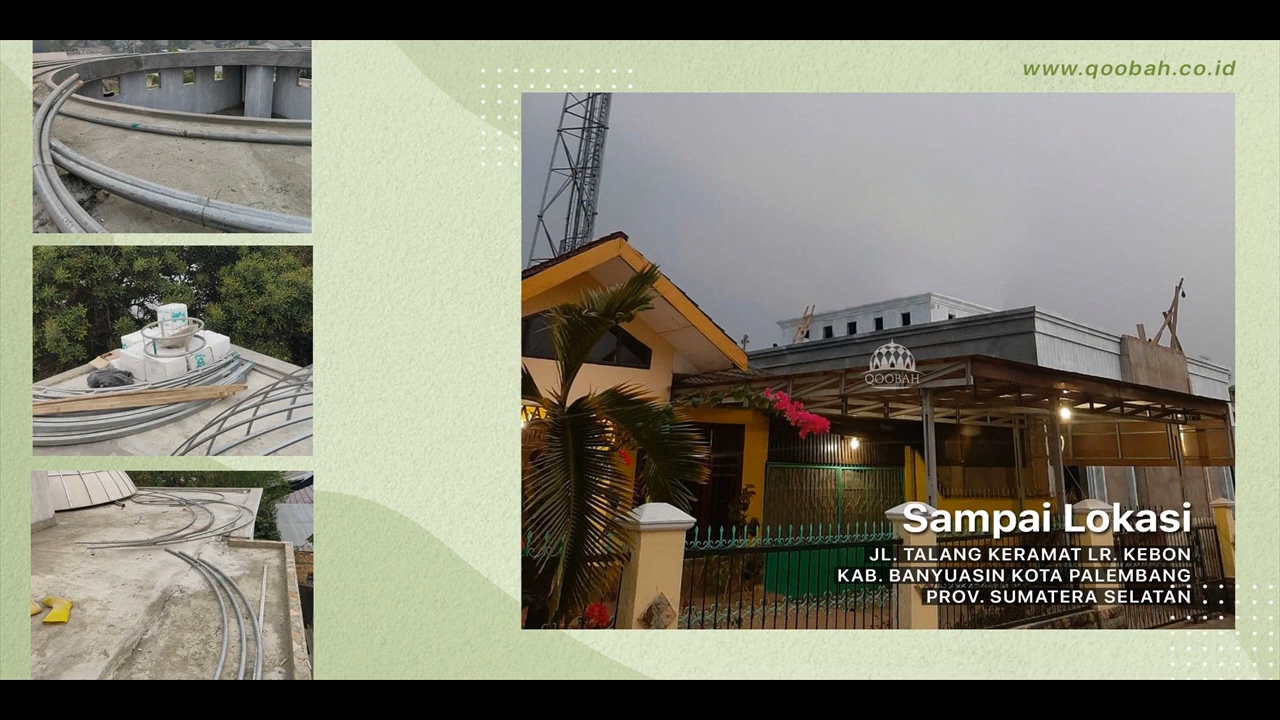 www.qoobah.co.id
QOOBAH
Sampai Lokasi
JL. TALANG KERAMAT LR. KEBON
KAB. BANYUASIN KOTA PALEMBANG
PROV. SUMATERA SELATAN